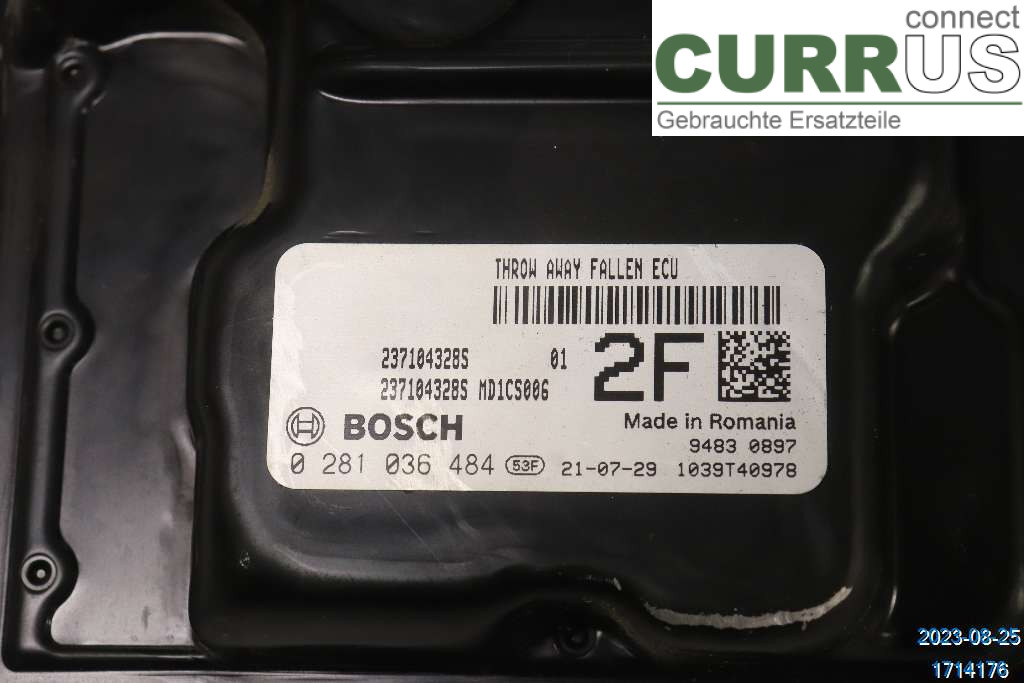 connect
CURRUS
Gebrauchte Ersatzteile
THROW AWAY FALLEN ECU
237104328S 01
2F
237104328S MD1CS006
Made in Romania
BOSCH
9483 0897
0 281 036 484 53F 21-07-29 1039T40978
2023-08-25
1714176